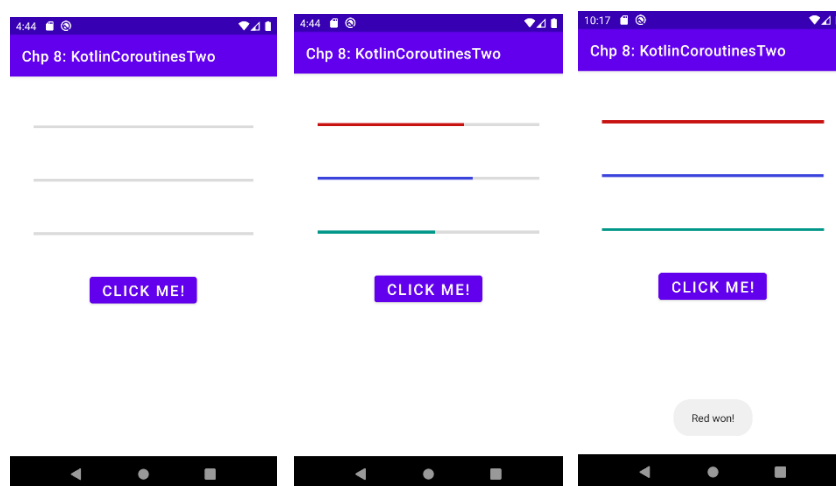 4:44
Chp 8: KotlinCoroutinesTwo
CLICK ME!
4:44
Chp 8: KotlinCoroutinesTwo
CLICK ME!
10:17
Chp 8: KotlinCoroutinesTwo
CLICK ME!
Red won!